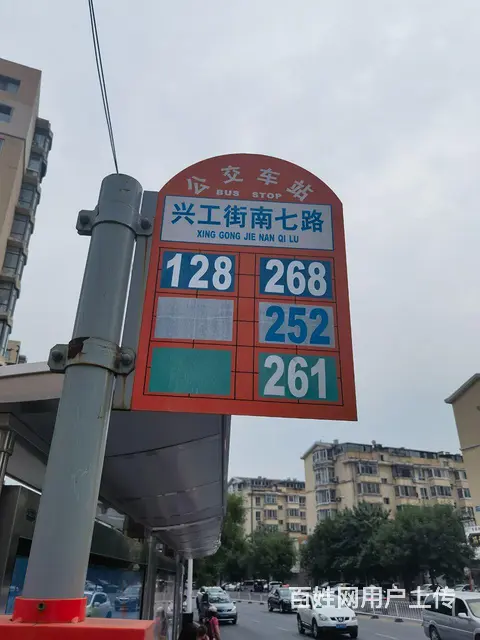 公交车站
BUS STOP
兴工街南七路
XING GONG JIE NAN QI LU
128 268
252
261
百姓网用户上传